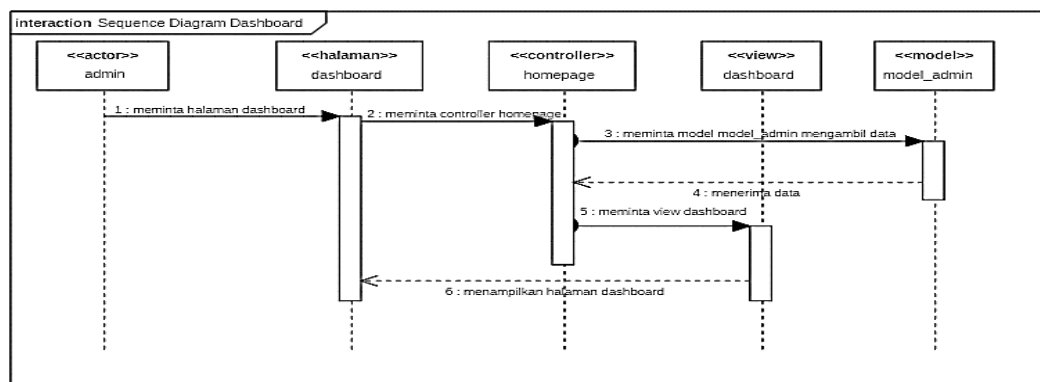 interaction Sequence Diagram Dashboard
<<actor>>
admin
<<halaman>>
dashboard
<<controller>>
homepage
<<view>>
dashboard
<<model>>
model_admin
1 : meminta halaman dashboard
2 : meminta controller homepage
3 : meminta model model_admin mengambil data
4 : menerima data
5 : meminta view dashboard
6 : menampilkan halaman dashboard